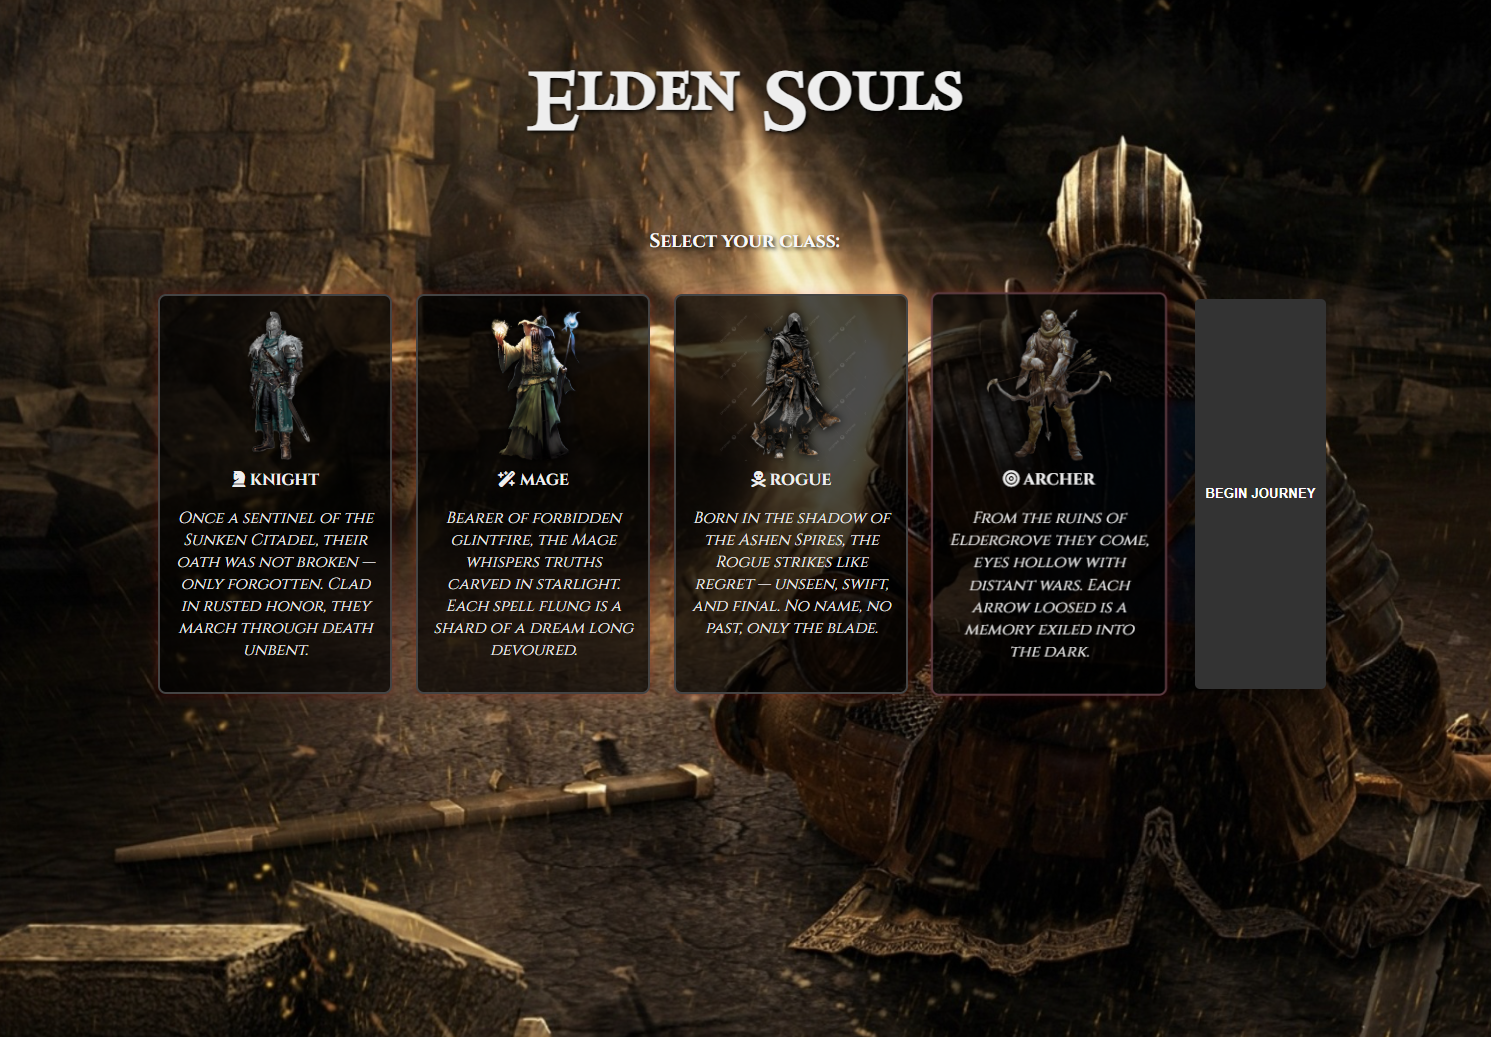 Elden Souls
Select your class:
Knight
Once a sentinel of the
Sunken Citadel, their
oath was not broken —
only forgotten. Clad
in rusted honor, they
march through death
unbent.
Mage
Bearer of forbidden
glintfire, the Mage
whispers truths
carved in starlight.
Each spell flung is a
shard of a dream long
devoured.
Rogue
Born in the shadow of
the Ashen Spires, the
Rogue strikes like
regret — unseen, swift,
and final. No name, no
past, only the blade.
Archer
From the ruins of
Eldergrove they come,
eyes hollow with
distant wars. Each
arrow loosed is a
memory exiled into
the dark.
BEGIN JOURNEY